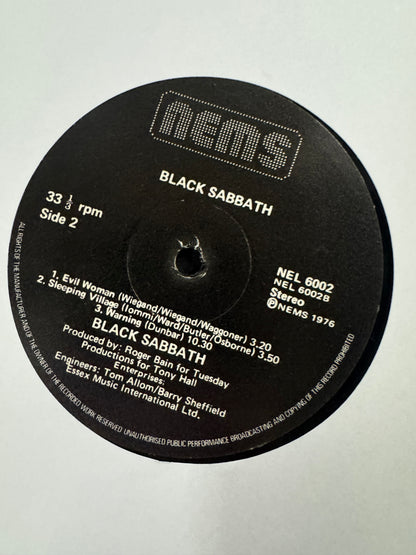 nems
BLACK SABBATH
33 1/3 rpm
Side 2
NEL 6002
NEL 6002B
Stereo
Ⓟ NEMS 1976
1. Evil Woman (Wiegand/Wiegand/Waggoner) 3.20
2. Sleeping Village (Iommi/Ward/Butler/Osborne) 3.50
3. Warning (Dunbar) 10.30
BLACK SABBATH
Produced by: Roger Bain for Tuesday
Productions for Tony Hall
Enterprises:
Engineers: Tom Allom/Barry Sheffield
Essex Music International Ltd.
ALL RIGHTS OF THE MANUFACTURER AND OF THE OWNER OF THE RECORDED WORK RESERVED UNAUTHORISED PUBLIC PERFORMANCE BROADCASTING AND COPYING OF THIS RECORD PROHIBITED